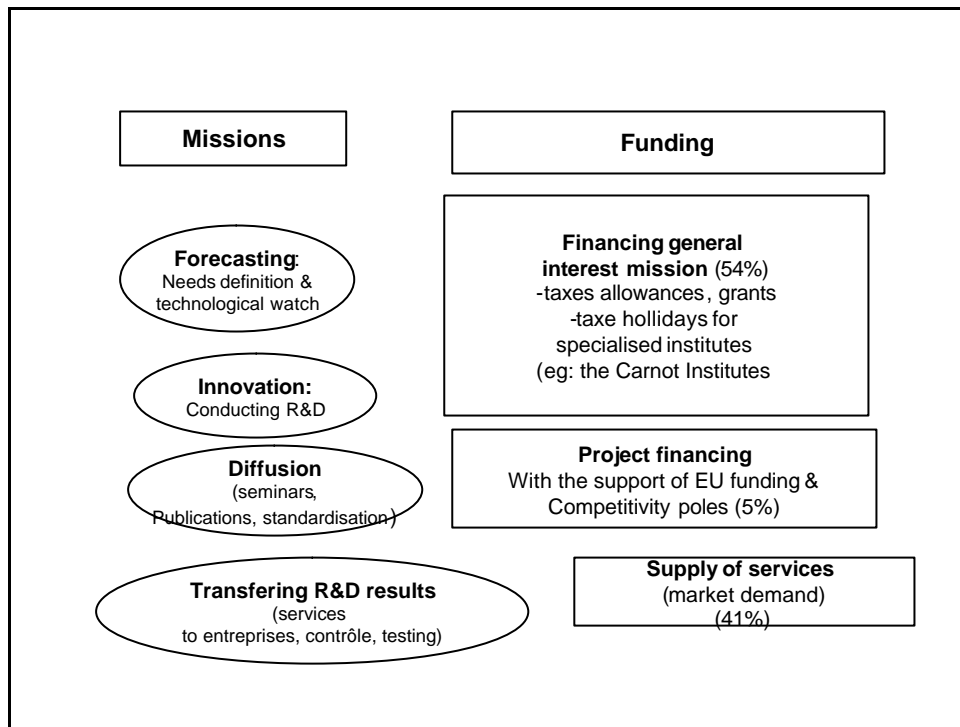 Missions
Funding
Forecasting:
Needs definition &
technological watch
Innovation:
Conducting R&D
Diffusion
(seminars,
Publications, standardisation)
Transfering R&D results
(services
to entreprises, contrôle, testing)
Financing general
interest mission (54%)
-taxes allowances, grants
-taxe hollidays for
specialised institutes
(eg: the Carnot Institutes
Project financing
With the support of EU funding &
Competitivity poles (5%)
Supply of services
(market demand)
(41%)